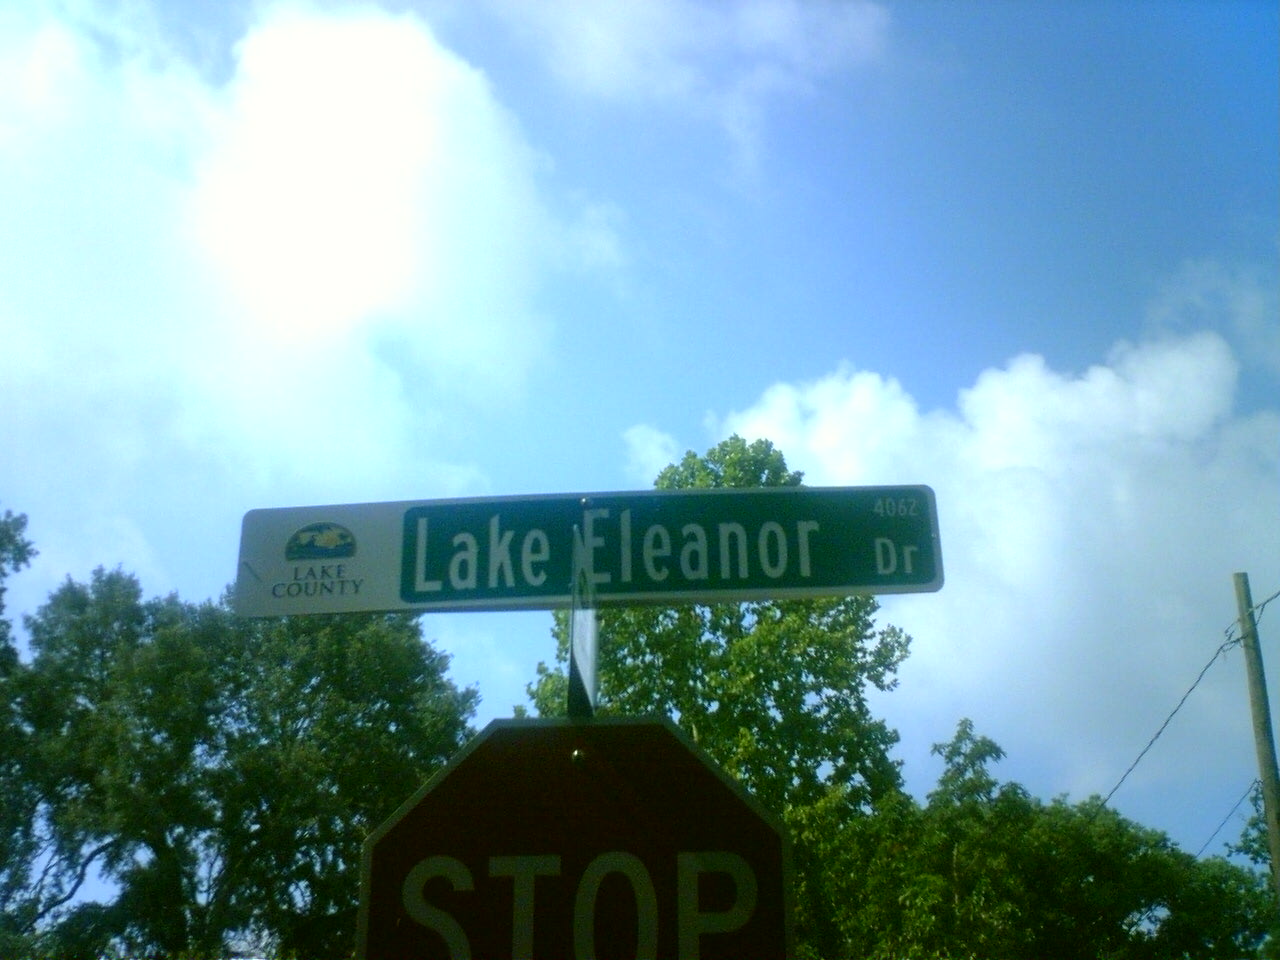 LAKE
COUNTY
Lake Eleanor Dr
4062
STOP